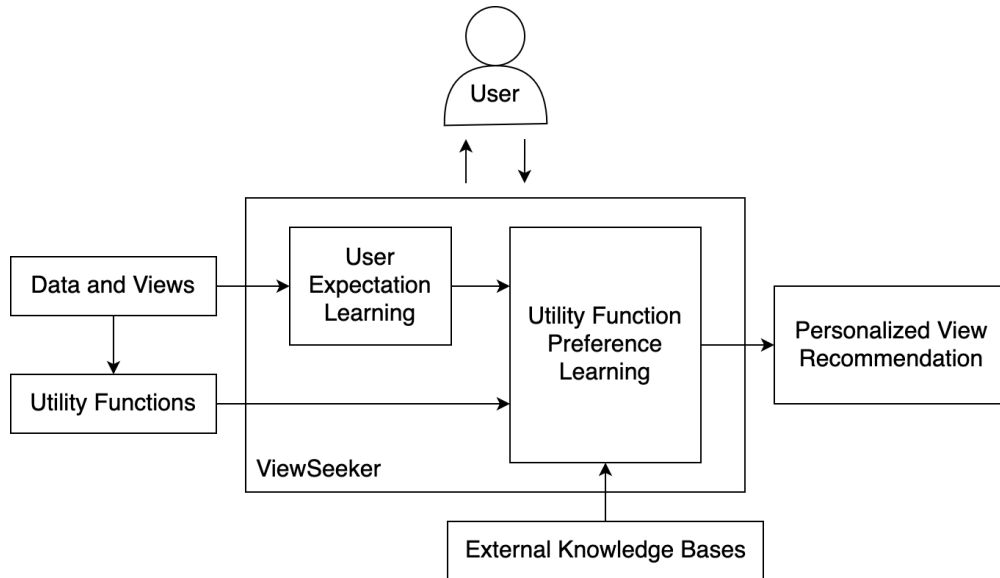 User
User
Expectation
Learning
Data and Views
Utility Function
Preference
Learning
Personalized View
Recommendation
Utility Functions
ViewSeeker
External Knowledge Bases